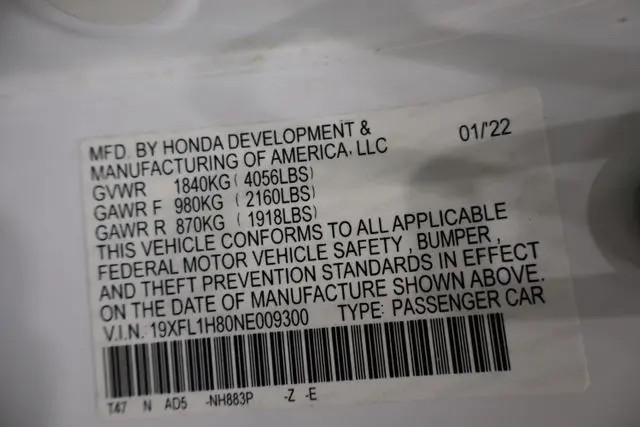 MFD. BY HONDA DEVELOPMENT & 01/'22
MANUFACTURING OF AMERICA, LLC
GVWR 1840KG ( 4056LBS)
GAWR F 980KG ( 2160LBS)
GAWR R 870KG ( 1918LBS)
THIS VEHICLE CONFORMS TO ALL APPLICABLE
FEDERAL MOTOR VEHICLE SAFETY , BUMPER ,
AND THEFT PREVENTION STANDARDS IN EFFECT
ON THE DATE OF MANUFACTURE SHOWN ABOVE.
V.I.N. 19XFL1H80NE009300 TYPE: PASSENGER CAR
T47 N AD5 -NH883P -Z -E